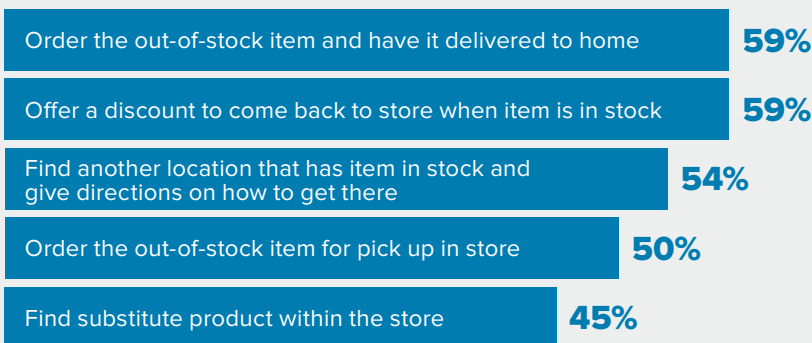 Order the out-of-stock item and have it delivered to home 59%
Offer a discount to come back to store when item is in stock 59%
Find another location that has item in stock and
give directions on how to get there 54%
Order the out-of-stock item for pick up in store 50%
Find substitute product within the store 45%